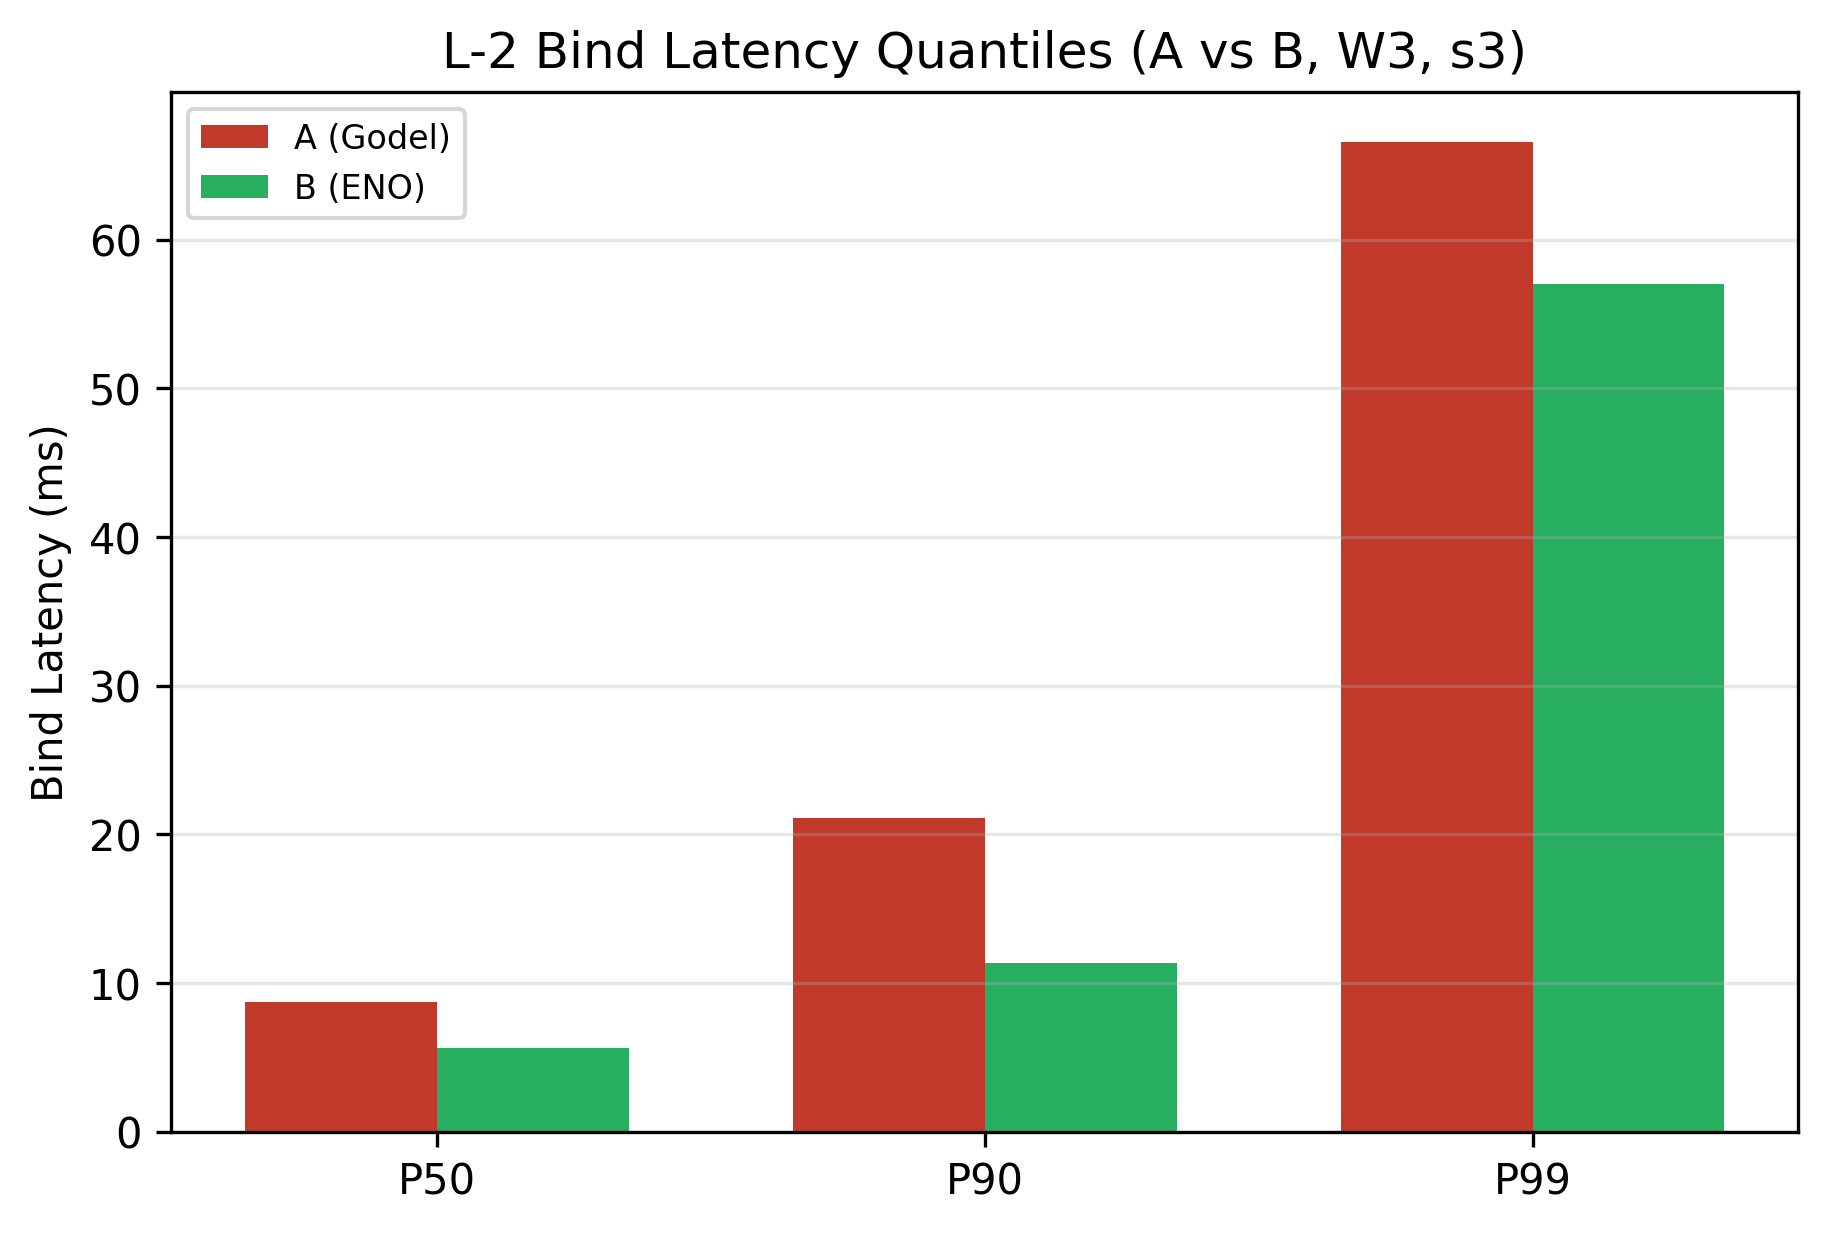 L-2 Bind Latency Quantiles (A vs B, W3, s3)
A (Godel)
B (ENO)
Bind Latency (ms)
60
50
40
30
20
10
0
P50
P90
P99